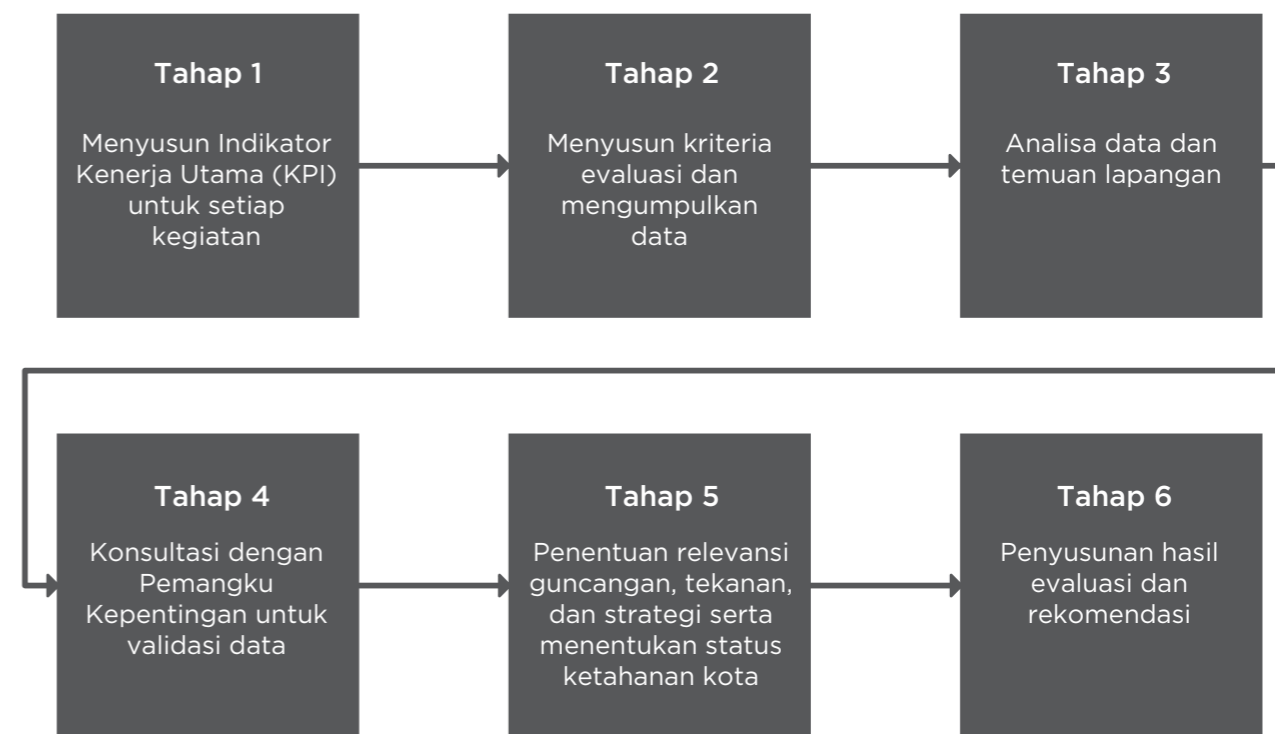 Tahap 1
Menyusun Indikator
Kenerja Utama (KPI)
untuk setiap
kegiatan
Tahap 2
Menyusun kriteria
evaluasi dan
mengumpulkan
data
Tahap 3
Analisa data dan
temuan lapangan
Tahap 4
Konsultasi dengan
Pemangku
Kepentingan untuk
validasi data
Tahap 5
Penentuan relevansi
guncangan, tekanan,
dan strategi serta
menentukan status
ketahanan kota
Tahap 6
Penyusunan hasil
evaluasi dan
rekomendasi